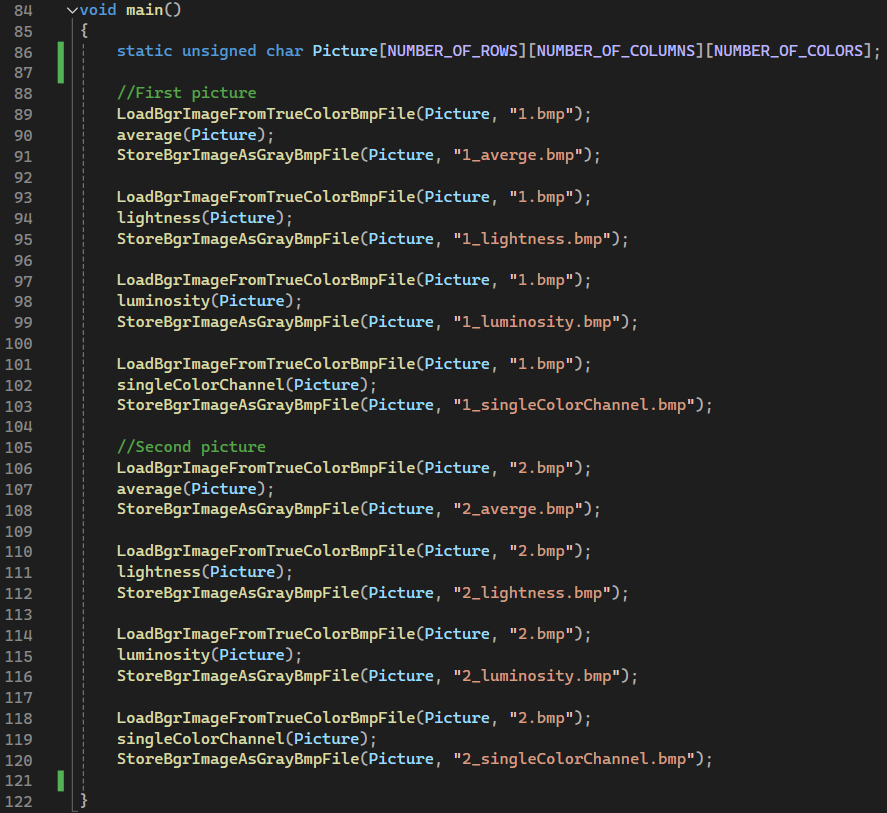 84 void main()
85 {
86 static unsigned char Picture[NUMBER_OF_ROWS][NUMBER_OF_COLUMNS][NUMBER_OF_COLORS];
87
88 //First picture
89 LoadBgrImageFromTrueColorBmpFile(Picture, "1.bmp");
90 average(Picture);
91 StoreBgrImageAsGrayBmpFile(Picture, "1_averge.bmp");
92
93 LoadBgrImageFromTrueColorBmpFile(Picture, "1.bmp");
94 lightness(Picture);
95 StoreBgrImageAsGrayBmpFile(Picture, "1_lightness.bmp");
96
97 LoadBgrImageFromTrueColorBmpFile(Picture, "1.bmp");
98 luminosity(Picture);
99 StoreBgrImageAsGrayBmpFile(Picture, "1_luminosity.bmp");
100
101 LoadBgrImageFromTrueColorBmpFile(Picture, "1.bmp");
102 singleColorChannel(Picture);
103 StoreBgrImageAsGrayBmpFile(Picture, "1_singleColorChannel.bmp");
104
105 //Second picture
106 LoadBgrImageFromTrueColorBmpFile(Picture, "2.bmp");
107 average(Picture);
108 StoreBgrImageAsGrayBmpFile(Picture, "2_averge.bmp");
109
110 LoadBgrImageFromTrueColorBmpFile(Picture, "2.bmp");
111 lightness(Picture);
112 StoreBgrImageAsGrayBmpFile(Picture, "2_lightness.bmp");
113
114 LoadBgrImageFromTrueColorBmpFile(Picture, "2.bmp");
115 luminosity(Picture);
116 StoreBgrImageAsGrayBmpFile(Picture, "2_luminosity.bmp");
117
118 LoadBgrImageFromTrueColorBmpFile(Picture, "2.bmp");
119 singleColorChannel(Picture);
120 StoreBgrImageAsGrayBmpFile(Picture, "2_singleColorChannel.bmp");
121
122 }